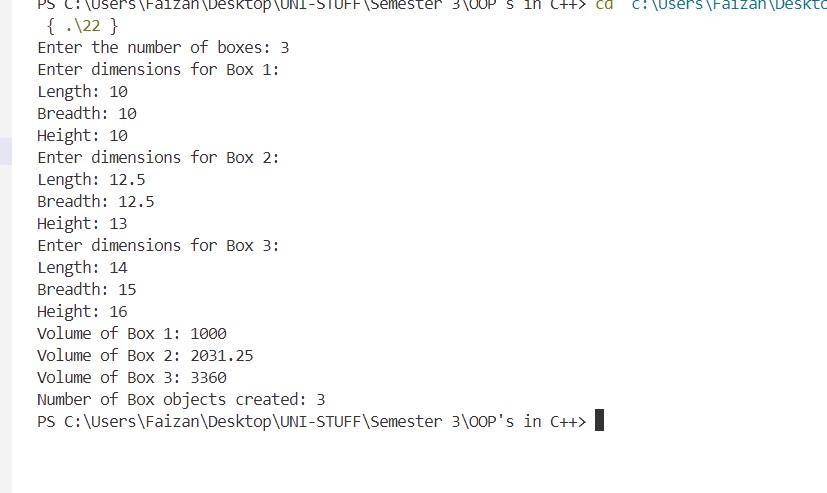 PS C:\Users\Faizan\Desktop\UNI-STUFF\Semester 3\OOP's in C++> cd "c:\Users\Faizan\Deskto
{ .\22 }
Enter the number of boxes: 3
Enter dimensions for Box 1:
Length: 10
Breadth: 10
Height: 10
Enter dimensions for Box 2:
Length: 12.5
Breadth: 12.5
Height: 13
Enter dimensions for Box 3:
Length: 14
Breadth: 15
Height: 16
Volume of Box 1: 1000
Volume of Box 2: 2031.25
Volume of Box 3: 3360
Number of Box objects created: 3
PS C:\Users\Faizan\Desktop\UNI-STUFF\Semester 3\OOP's in C++>